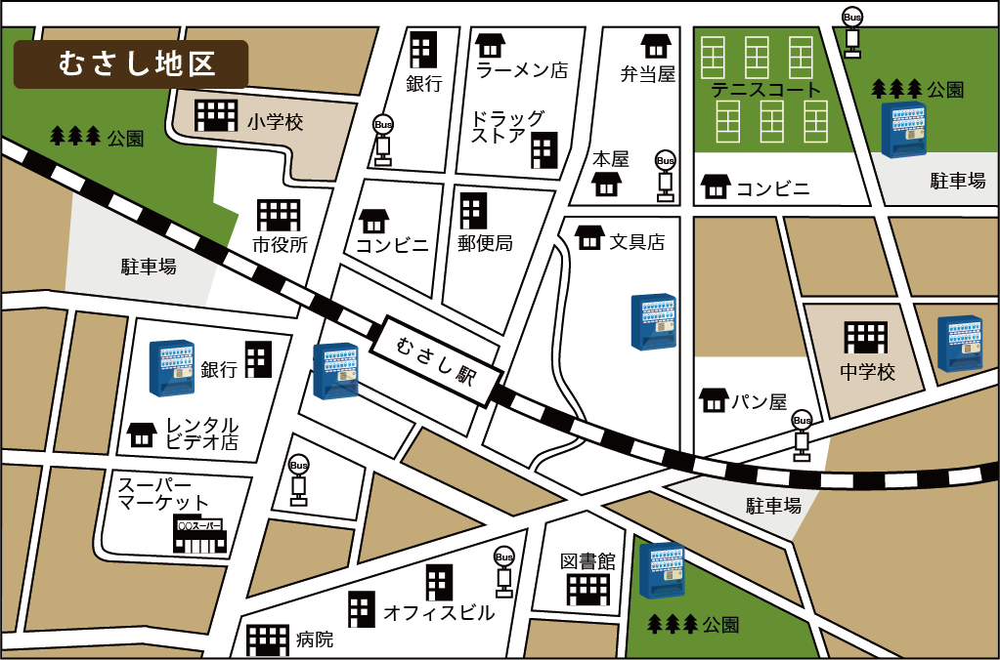 むさし地区
Bus
銀行
ラーメン店
弁当屋
テニスコート
公園
小学校
Bus
ドラッグ
ストア
公園
本屋
Bus
コンビニ
駐車場
市役所
コンビニ
郵便局
文具店
駐車場
むさし駅
銀行
中学校
レンタル
ビデオ店
パン屋
Bus
Bus
スーパー
マーケット
〇〇スーパー
駐車場
Bus
図書館
オフィスビル
公園
病院